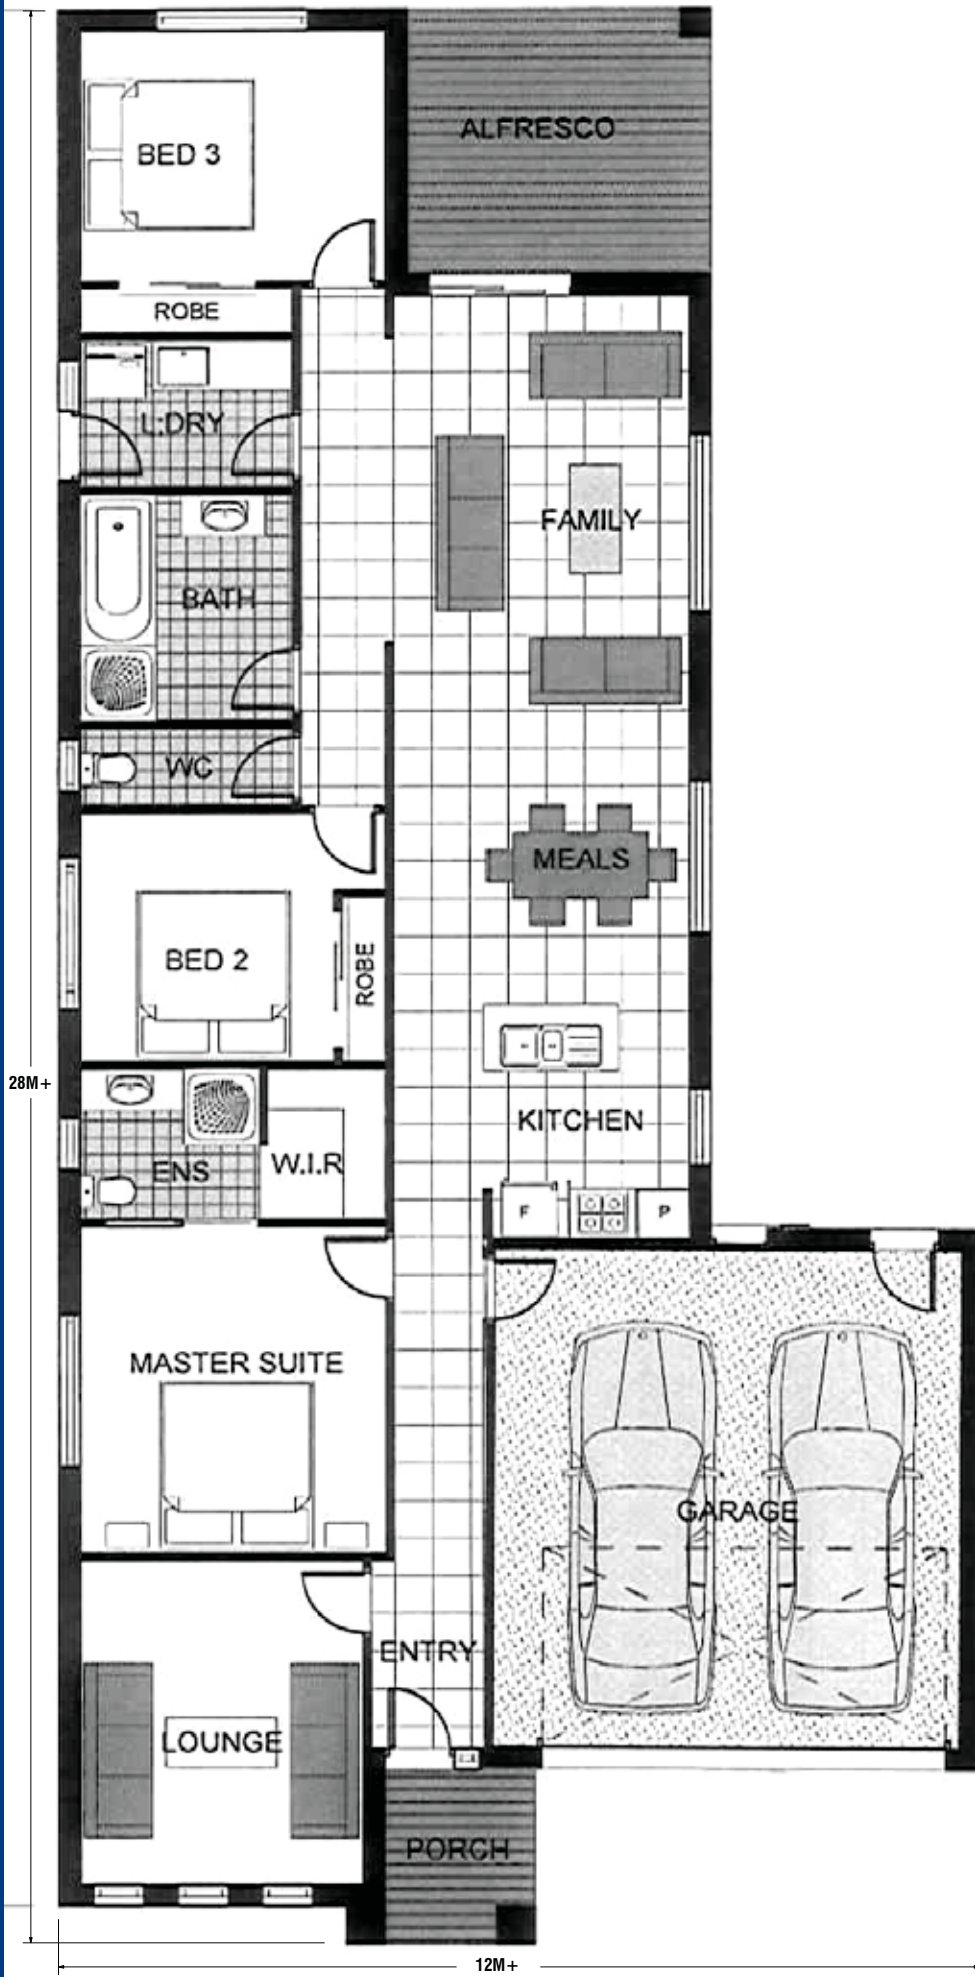 ALFRESCO
BED 3
ROBE
L:DRY
FAMILY
BATH
WC
MEALS
BED 2
ROBE
28M+
KITCHEN
ENS
W.I.R
F
P
MASTER SUITE
GARAGE
ENTRY
LOUNGE
PORCH
12M+